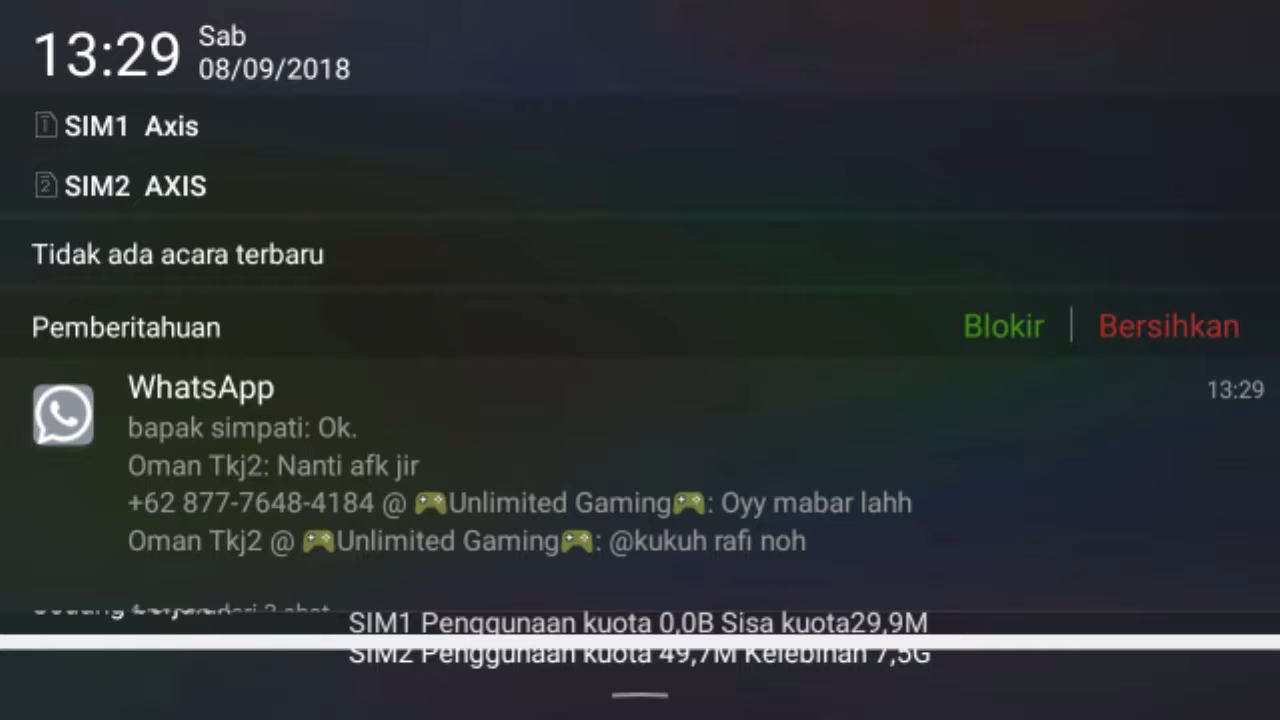 13:29
Sab
08/09/2018
SIM1 Axis
SIM2 AXIS
Tidak ada acara terbaru
Pemberitahuan
Blokir
Bersihkan
WhatsApp
13:29
bapak simpati: Ok.
Oman Tkj2: Nanti afk jir
+62 877-7648-4184 @ 🎮Unlimited Gaming🎮: Oyy mabar lahh
Oman Tkj2 @ 🎮Unlimited Gaming🎮: @kukuh rafi noh
SIM1 Penggunaan kuota 0,0B Sisa kuota29,9M
SIM2 Penggunaan kuota 49,7M Kelebihan 7,5G